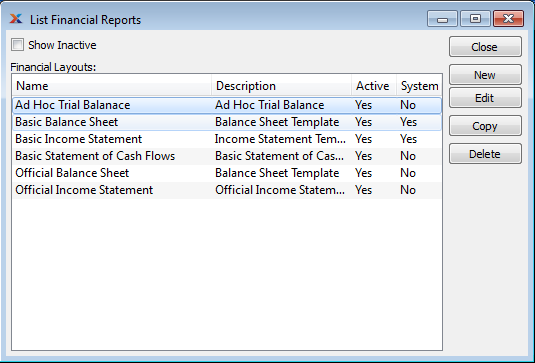 List Financial Reports
Show Inactive
Financial Layouts:
Name Description Active System
Ad Hoc Trial Balanace Ad Hoc Trial Balance Yes No
Basic Balance Sheet Balance Sheet Template Yes Yes
Basic Income Statement Income Statement Tem... Yes Yes
Basic Statement of Cash Flows Basic Statement of Cas... Yes No
Official Balance Sheet Balance Sheet Template Yes No
Official Income Statement Official Income Statem... Yes No
Close
New
Edit
Copy
Delete